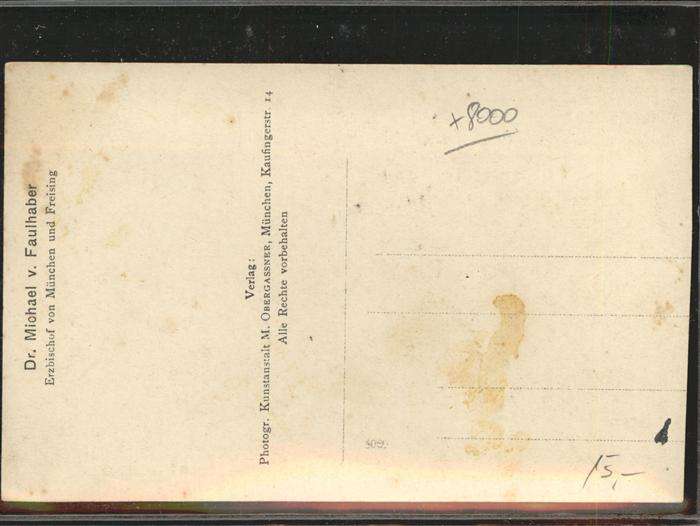 Dr. Michael v. Faulhaber
Erzbischof von München und Freising
Verlag:
Photogr. Kunstanstalt M. OBERGASSNER, München, Kaufingerstr. 14
Alle Rechte vorbehalten
+8000
15,-